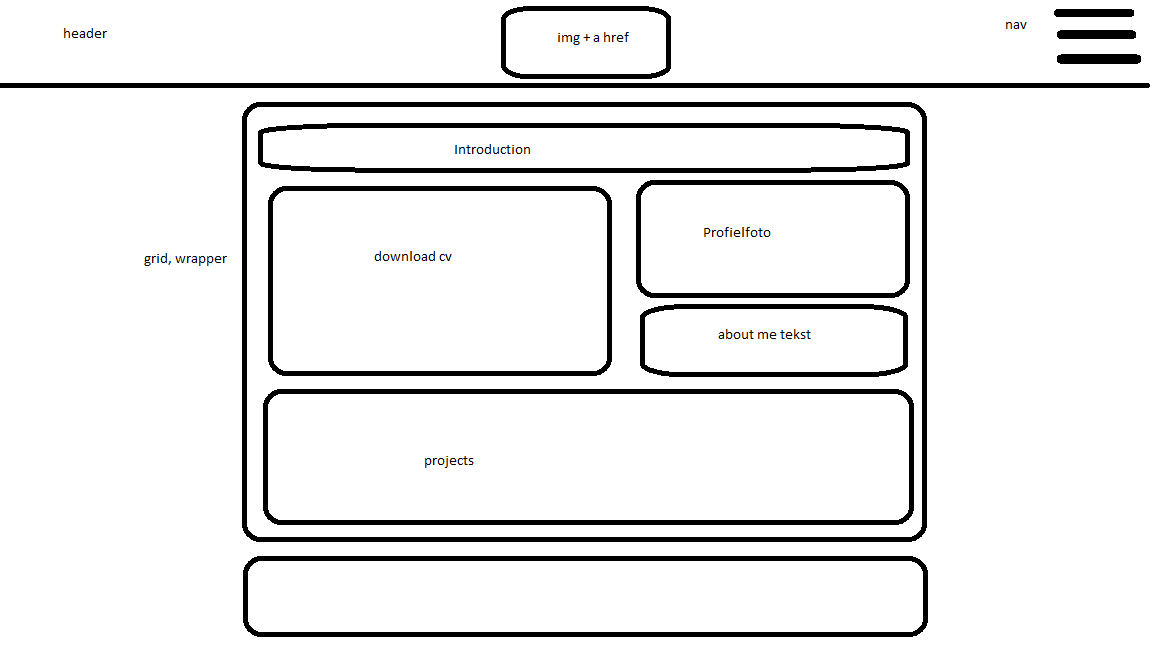 header
img + a href
nav
Introduction
download cv
Profielfoto
grid, wrapper
about me tekst
projects